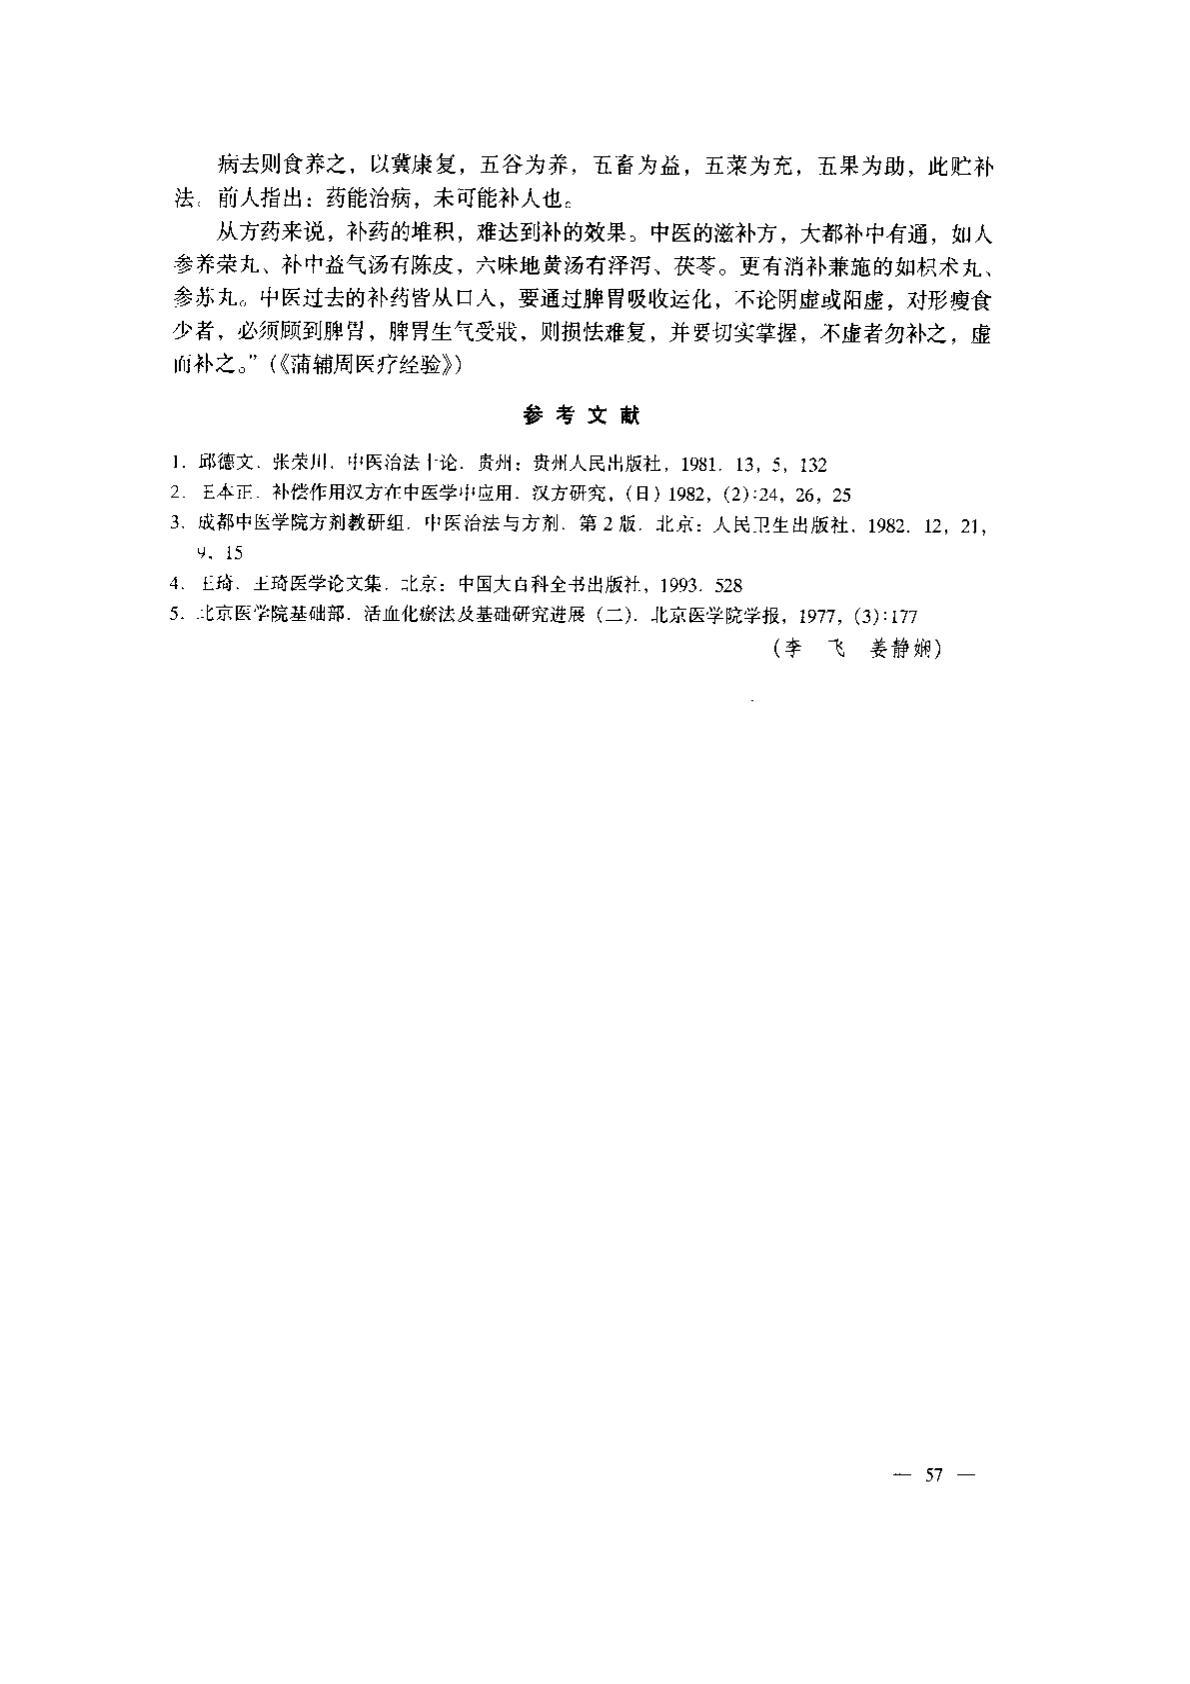 病去则食养之，以冀康复，五谷为养，五畜为益，五菜为充，五果为助，此贮补
法。前人指出：药能治病，未可能补人也。
从方药来说，补药的堆积，难达到补的效果。中医的滋补方，大都补中有通，如人
参养荣丸、补中益气汤有陈皮，六味地黄汤有泽泻、茯苓。更有消补兼施的如枳术丸、
参苏丸。中医过去的补药皆从口入，要通过脾胃吸收运化，不论阴虚或阳虚，对形瘦食
少者，必须顾到脾胃，脾胃生气受戕，则损怯难复，并要切实掌握，不虚者勿补之，虚
而补之。”（《蒲辅周医疗经验》）
参 考 文 献
1. 邱德文．张荣川．中医治法十论．贵州：贵州人民出版社，1981. 13，5，132
2. 王本正．补偿作用汉方在中医学中应用．汉方研究，（日）1982，(2):24，26，25
3. 成都中医学院方剂教研组．中医治法与方剂．第2版．北京：人民卫生出版社．1982. 12，21，
9，15
4. 王琦．王琦医学论文集．北京：中国大百科全书出版社，1993. 528
5. 北京医学院基础部．活血化瘀法及基础研究进展（二）．北京医学院学报，1977，(3):177
（李　飞　姜静娴）
— 57 —